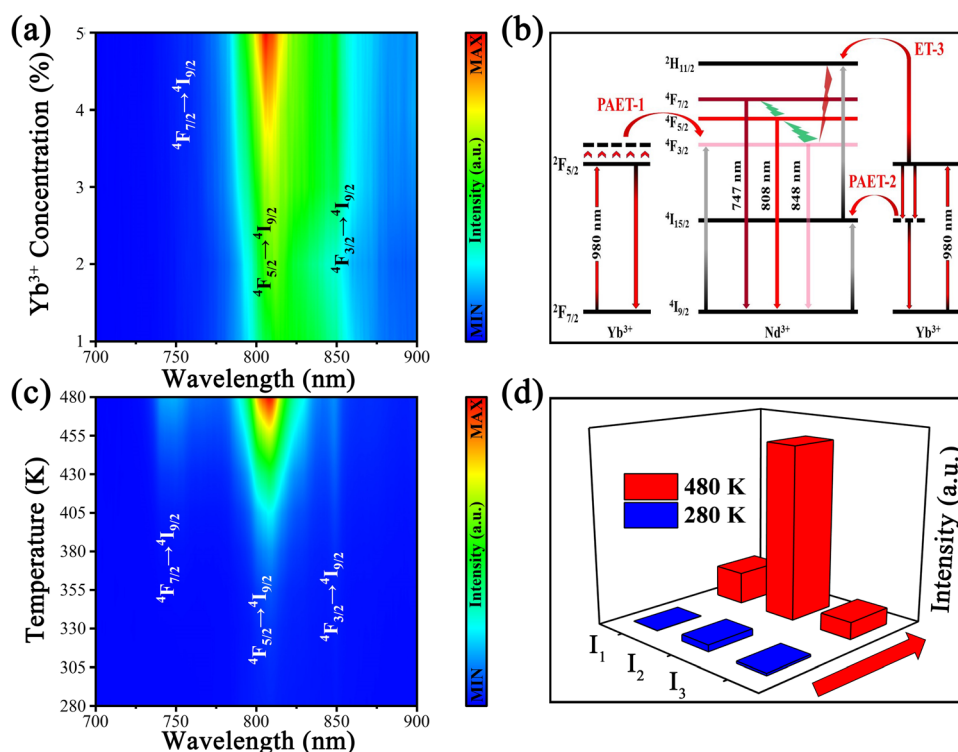 (a)
Yb³⁺ Concentration (%)
5
4
3
2
1
⁴F₇/₂→⁴I₉/₂
⁴F₅/₂→⁴I₉/₂
⁴F₃/₂→⁴I₉/₂
700 750 800 850 900
Wavelength (nm)
MAX
Intensity (a.u.)
MIN
(b)
ET-3
²H₁₁/₂
PAET-1
⁴F₇/₂
⁴F₅/₂
⁴F₃/₂
²F₅/₂
PAET-2
747 nm
808 nm
848 nm
980 nm
980 nm
⁴I₁₅/₂
²F₇/₂
⁴I₉/₂
Yb³⁺
Nd³⁺
Yb³⁺
(c)
Temperature (K)
480
455
430
405
380
355
330
305
280
⁴F₇/₂→⁴I₉/₂
⁴F₅/₂→⁴I₉/₂
⁴F₃/₂→⁴I₉/₂
700 750 800 850 900
Wavelength (nm)
MAX
Intensity (a.u.)
MIN
(d)
480 K
280 K
Intensity (a.u.)
I₁
I₂
I₃